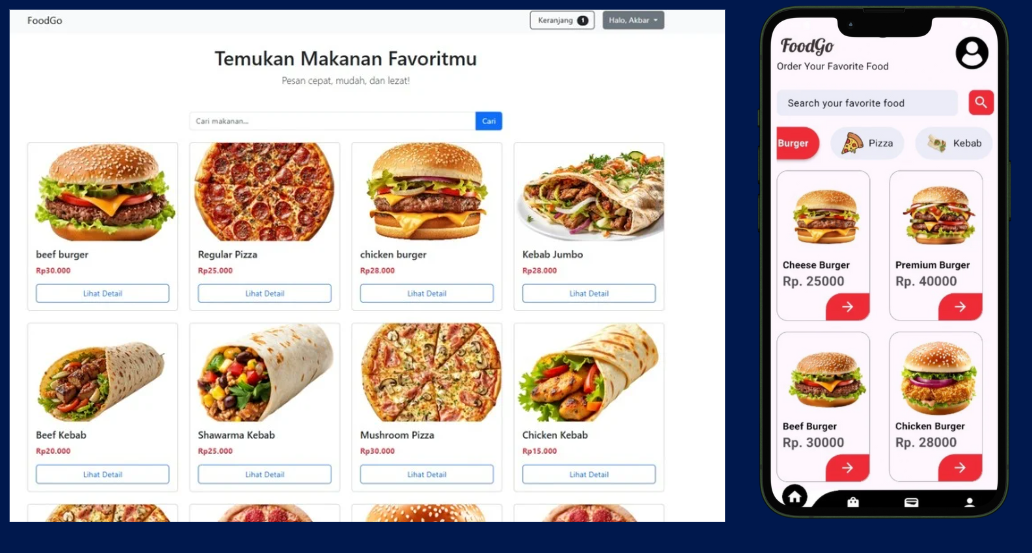 FoodGo
Keranjang 1
Halo, Akbar
Temukan Makanan Favoritmu
Pesan cepat, mudah, dan lezat!
Cari makanan...
Cari
beef burger
Rp30.000
Lihat Detail
Regular Pizza
Rp25.000
Lihat Detail
chicken burger
Rp28.000
Lihat Detail
Kebab Jumbo
Rp28.000
Lihat Detail
Beef Kebab
Rp20.000
Lihat Detail
Shawarma Kebab
Rp25.000
Lihat Detail
Mushroom Pizza
Rp30.000
Lihat Detail
Chicken Kebab
Rp15.000
Lihat Detail
FoodGo
Order Your Favorite Food
Search your favorite food
Burger
Pizza
Kebab
Cheese Burger
Rp. 25000
Premium Burger
Rp. 40000
Beef Burger
Rp. 30000
Chicken Burger
Rp. 28000